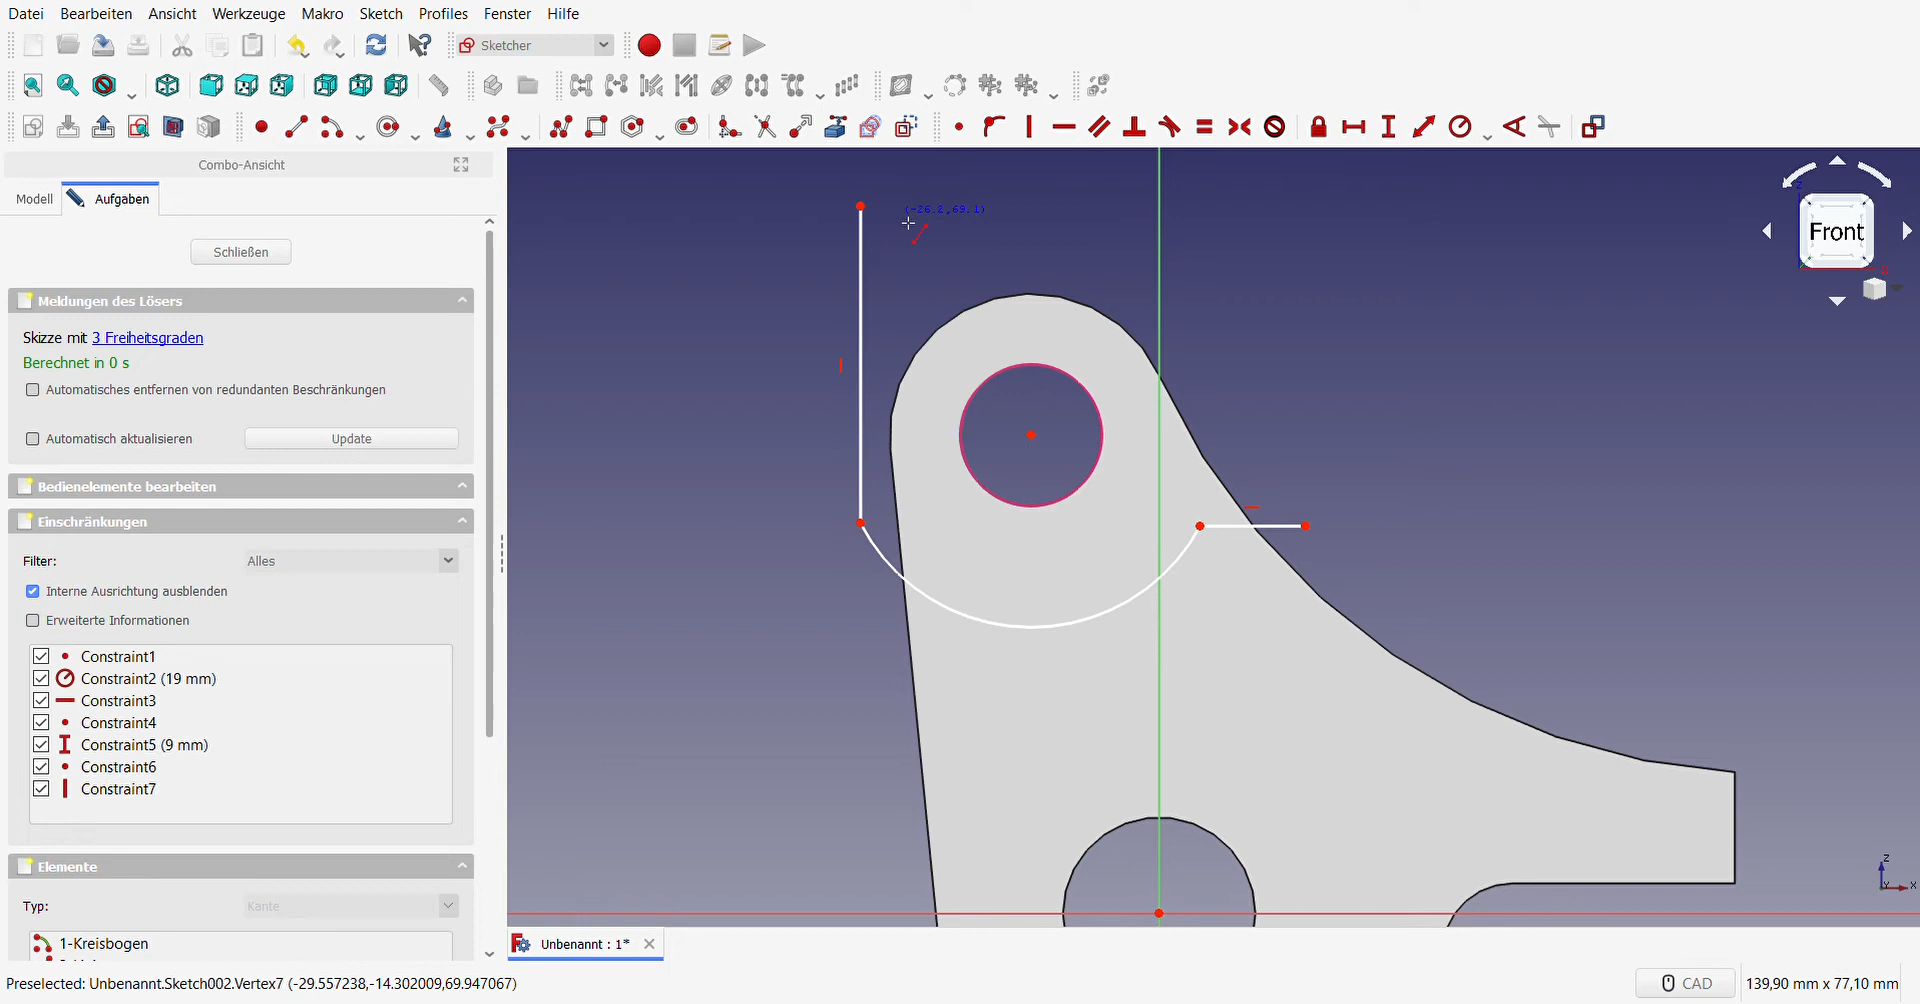 Datei Bearbeiten Ansicht Werkzeuge Makro Sketch Profiles Fenster Hilfe
Sketcher
Combo-Ansicht
Modell Aufgaben
Schließen
Meldungen des Lösers
Skizze mit 3 Freiheitsgraden
Berechnet in 0 s
Automatisches entfernen von redundanten Beschränkungen
Automatisch aktualisieren Update
Bedienelemente bearbeiten
Einschränkungen
Filter: Alles
Interne Ausrichtung ausblenden
Erweiterte Informationen
Constraint1
Constraint2 (19 mm)
Constraint3
Constraint4
Constraint5 (9 mm)
Constraint6
Constraint7
Elemente
Typ: Kante
1-Kreisbogen
(-26.2,69.1)
Front
Z
X
Y
Unbenannt : 1*
Preselected: Unbenannt.Sketch002.Vertex7 (-29.557238,-14.302009,69.947067)
CAD
139,90 mm x 77,10 mm